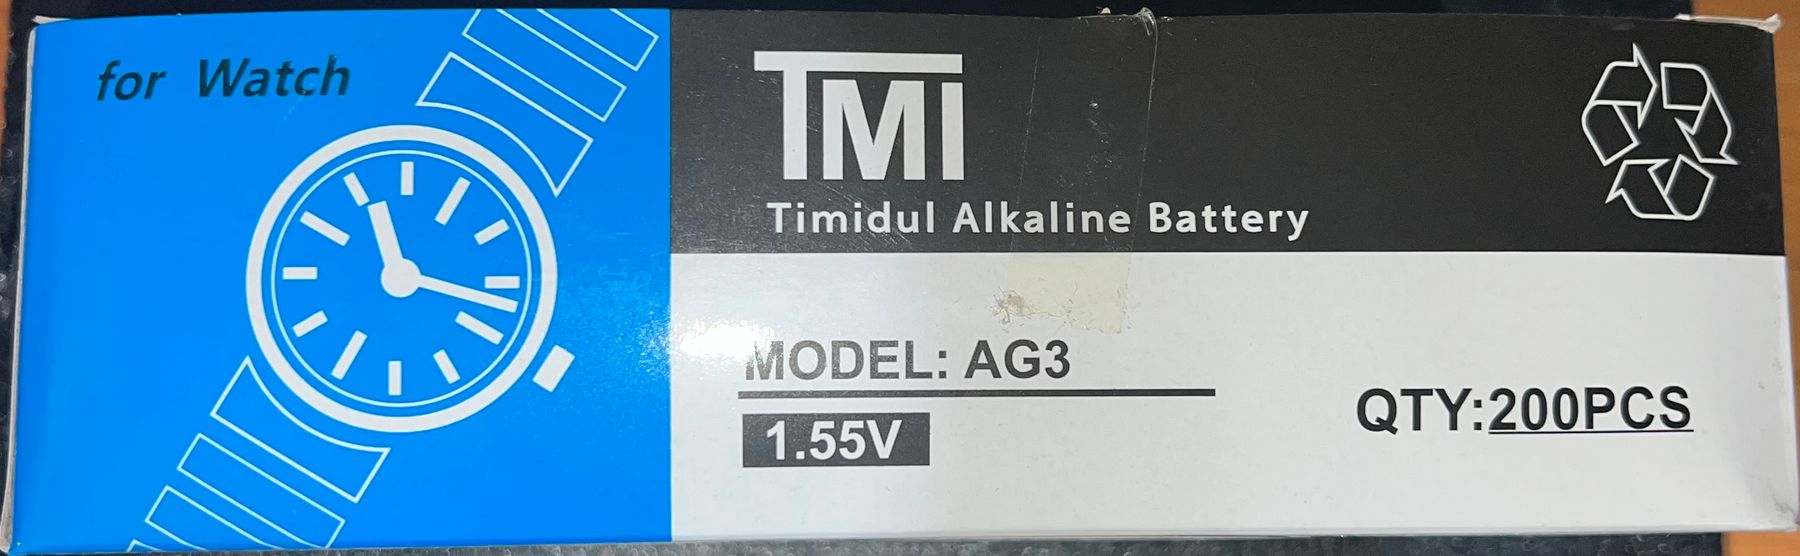 for Watch
TMI
Timidul Alkaline Battery
MODEL: AG3
1.55V
QTY:200PCS